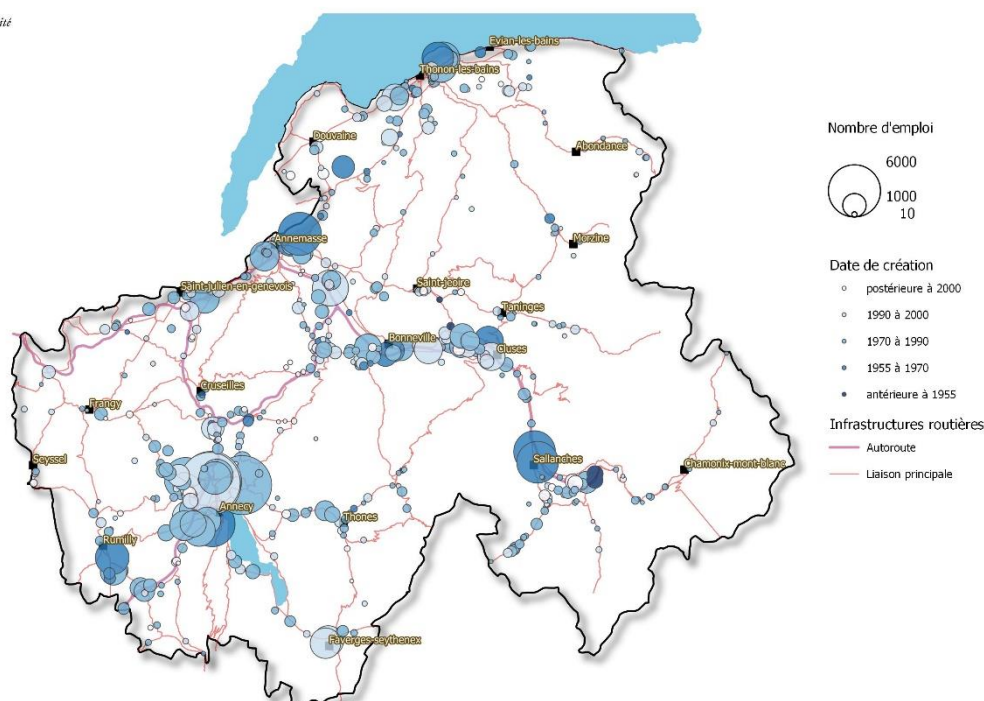 ité
Evian-les-bains
Thonon-les-bains
Douvaine
Abondance
Annemasse
Morzine
Saint-julien-en-genevois
Saint-jeoire
Taninges
Bonneville
Cluses
Cruseilles
Frangy
Seyssel
Sallanches
Chamonix-mont-blanc
Annecy
Thones
Rumilly
Faverges-seythenex
Nombre d'emploi
6000
1000
10
Date de création
postérieure à 2000
1990 à 2000
1970 à 1990
1955 à 1970
antérieure à 1955
Infrastructures routières
Autoroute
Liaison principale